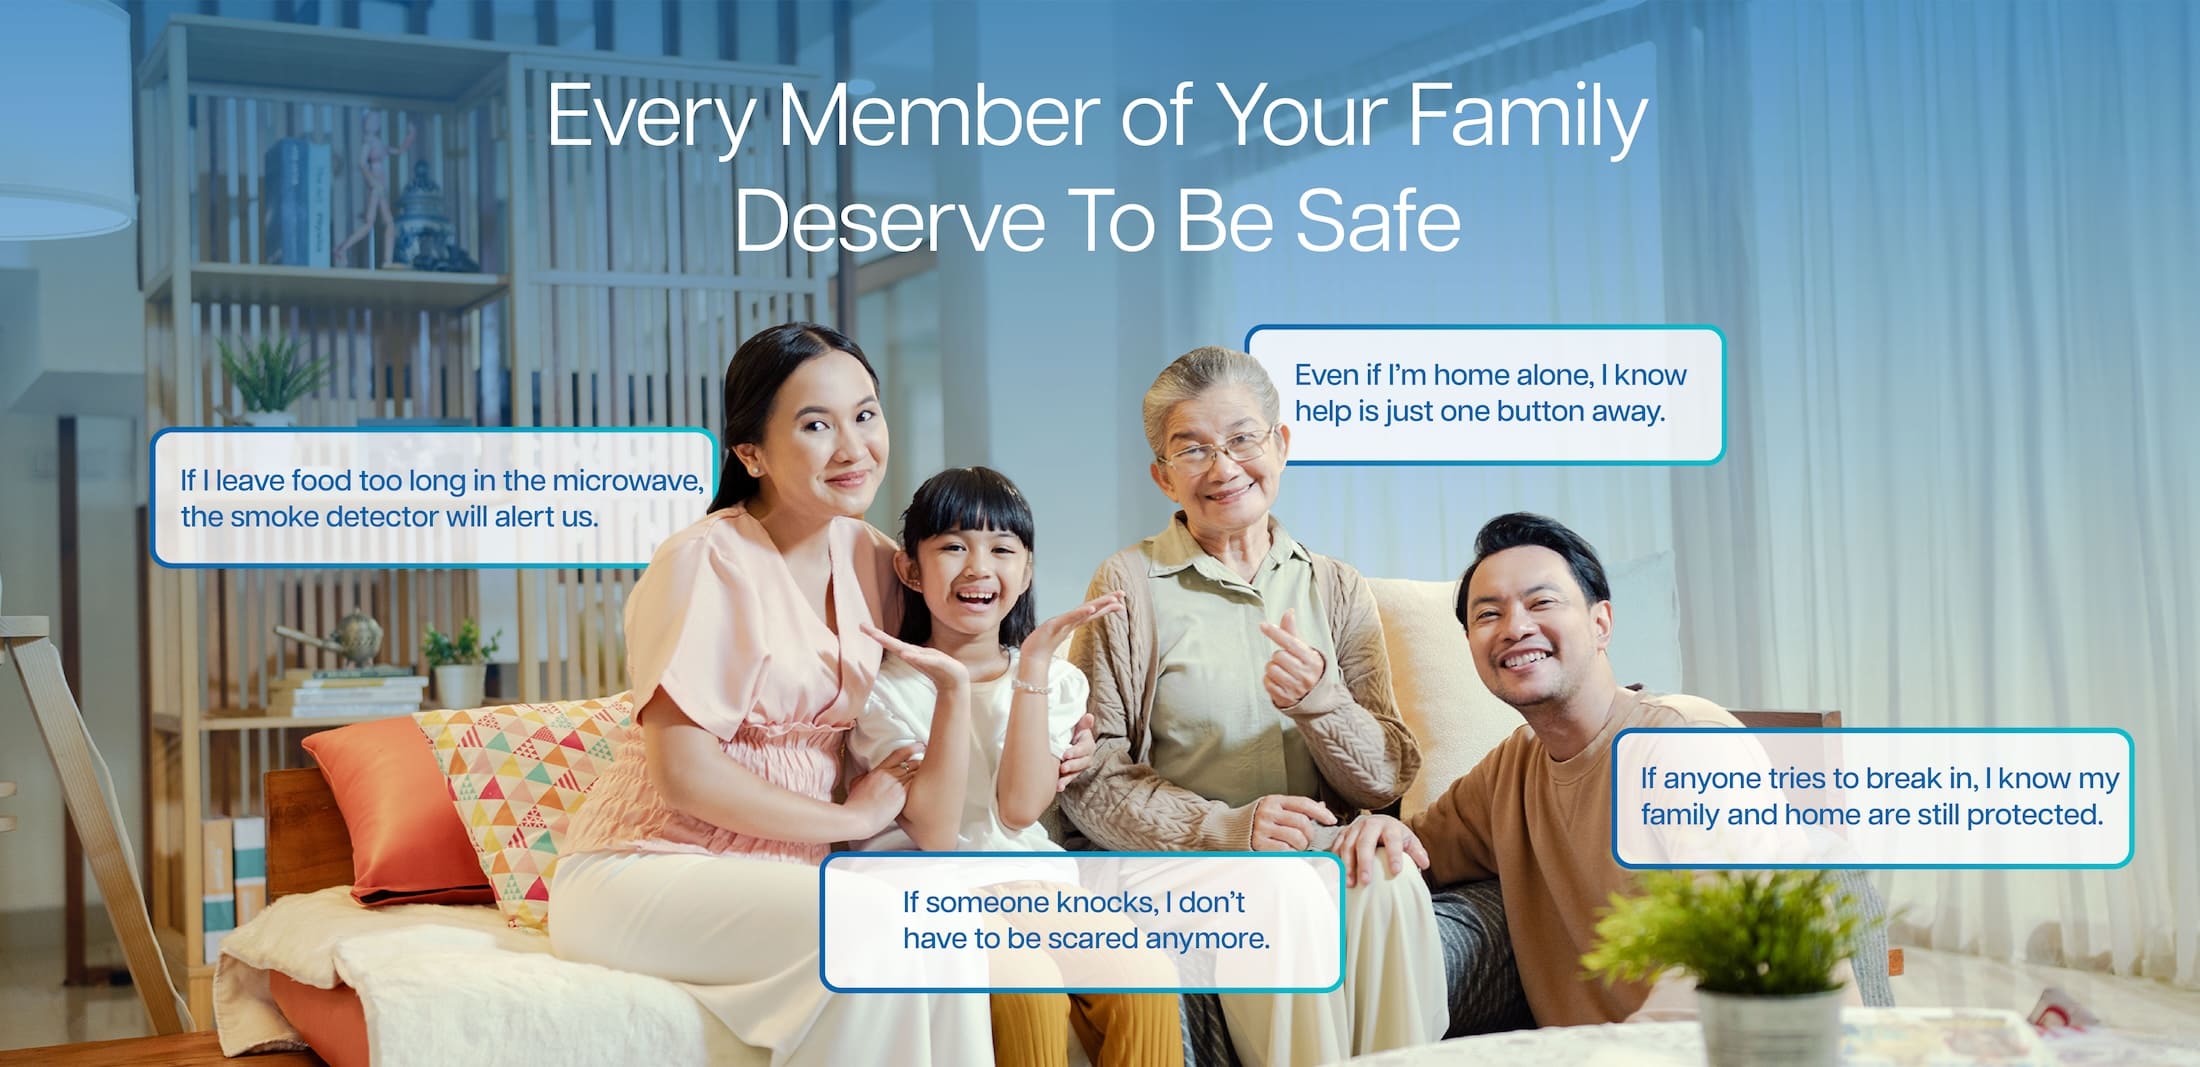 Every Member of Your Family
Deserve To Be Safe
Even if I’m home alone, I know
help is just one button away.
If I leave food too long in the microwave,
the smoke detector will alert us.
If anyone tries to break in, I know my
family and home are still protected.
If someone knocks, I don’t
have to be scared anymore.